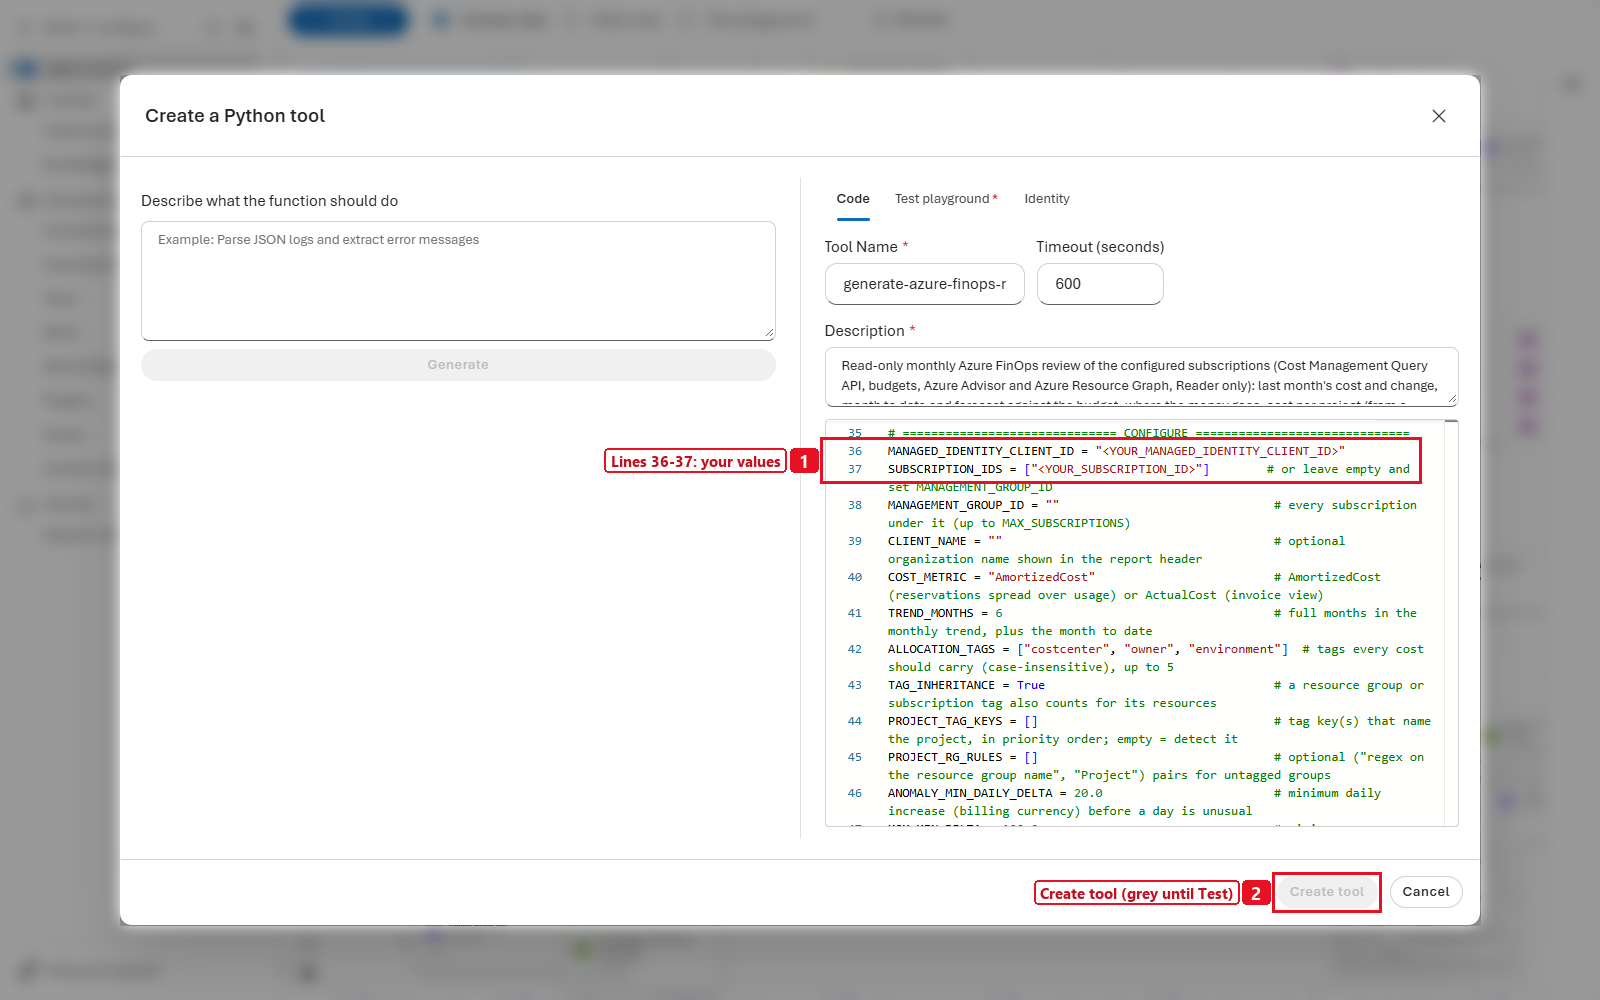 Create a Python tool
Describe what the function should do
Example: Parse JSON logs and extract error messages
Generate
Code
Test playground*
Identity
Tool Name *
Timeout (seconds)
generate-azure-finops-r
600
Description *
Read-only monthly Azure FinOps review of the configured subscriptions (Cost Management Query
API, budgets, Azure Advisor and Azure Resource Graph, Reader only): last month's cost and change,
35 # ============================== CONFIGURE ==============================
36 MANAGED_IDENTITY_CLIENT_ID = "<YOUR_MANAGED_IDENTITY_CLIENT_ID>"
37 SUBSCRIPTION_IDS = ["<YOUR_SUBSCRIPTION_ID>"] # or leave empty and
set MANAGEMENT_GROUP_ID
Lines 36-37: your values 1
38 MANAGEMENT_GROUP_ID = "" # every subscription
under it (up to MAX_SUBSCRIPTIONS)
39 CLIENT_NAME = "" # optional
organization name shown in the report header
40 COST_METRIC = "AmortizedCost" # AmortizedCost
(reservations spread over usage) or ActualCost (invoice view)
41 TREND_MONTHS = 6 # full months in the
monthly trend, plus the month to date
42 ALLOCATION_TAGS = ["costcenter", "owner", "environment"] # tags every cost
should carry (case-insensitive), up to 5
43 TAG_INHERITANCE = True # a resource group or
subscription tag also counts for its resources
44 PROJECT_TAG_KEYS = [] # tag key(s) that name
the project, in priority order; empty = detect it
45 PROJECT_RG_RULES = [] # optional ("regex on
the resource group name", "Project") pairs for untagged groups
46 ANOMALY_MIN_DAILY_DELTA = 20.0 # minimum daily
increase (billing currency) before a day is unusual
Create tool (grey until Test) 2
Create tool
Cancel